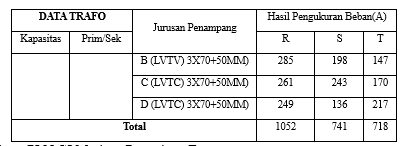 DATA TRAFO
Jurusan Penampang
Hasil Pengukuran Beban(A)
Kapasitas
Prim/Sek
R
S
T
B (LVTV) 3X70+50MM)
285
198
147
C (LVTC) 3X70+50MM)
261
243
170
D (LVTC) 3X70+50MM)
249
136
217
Total
1052
741
718